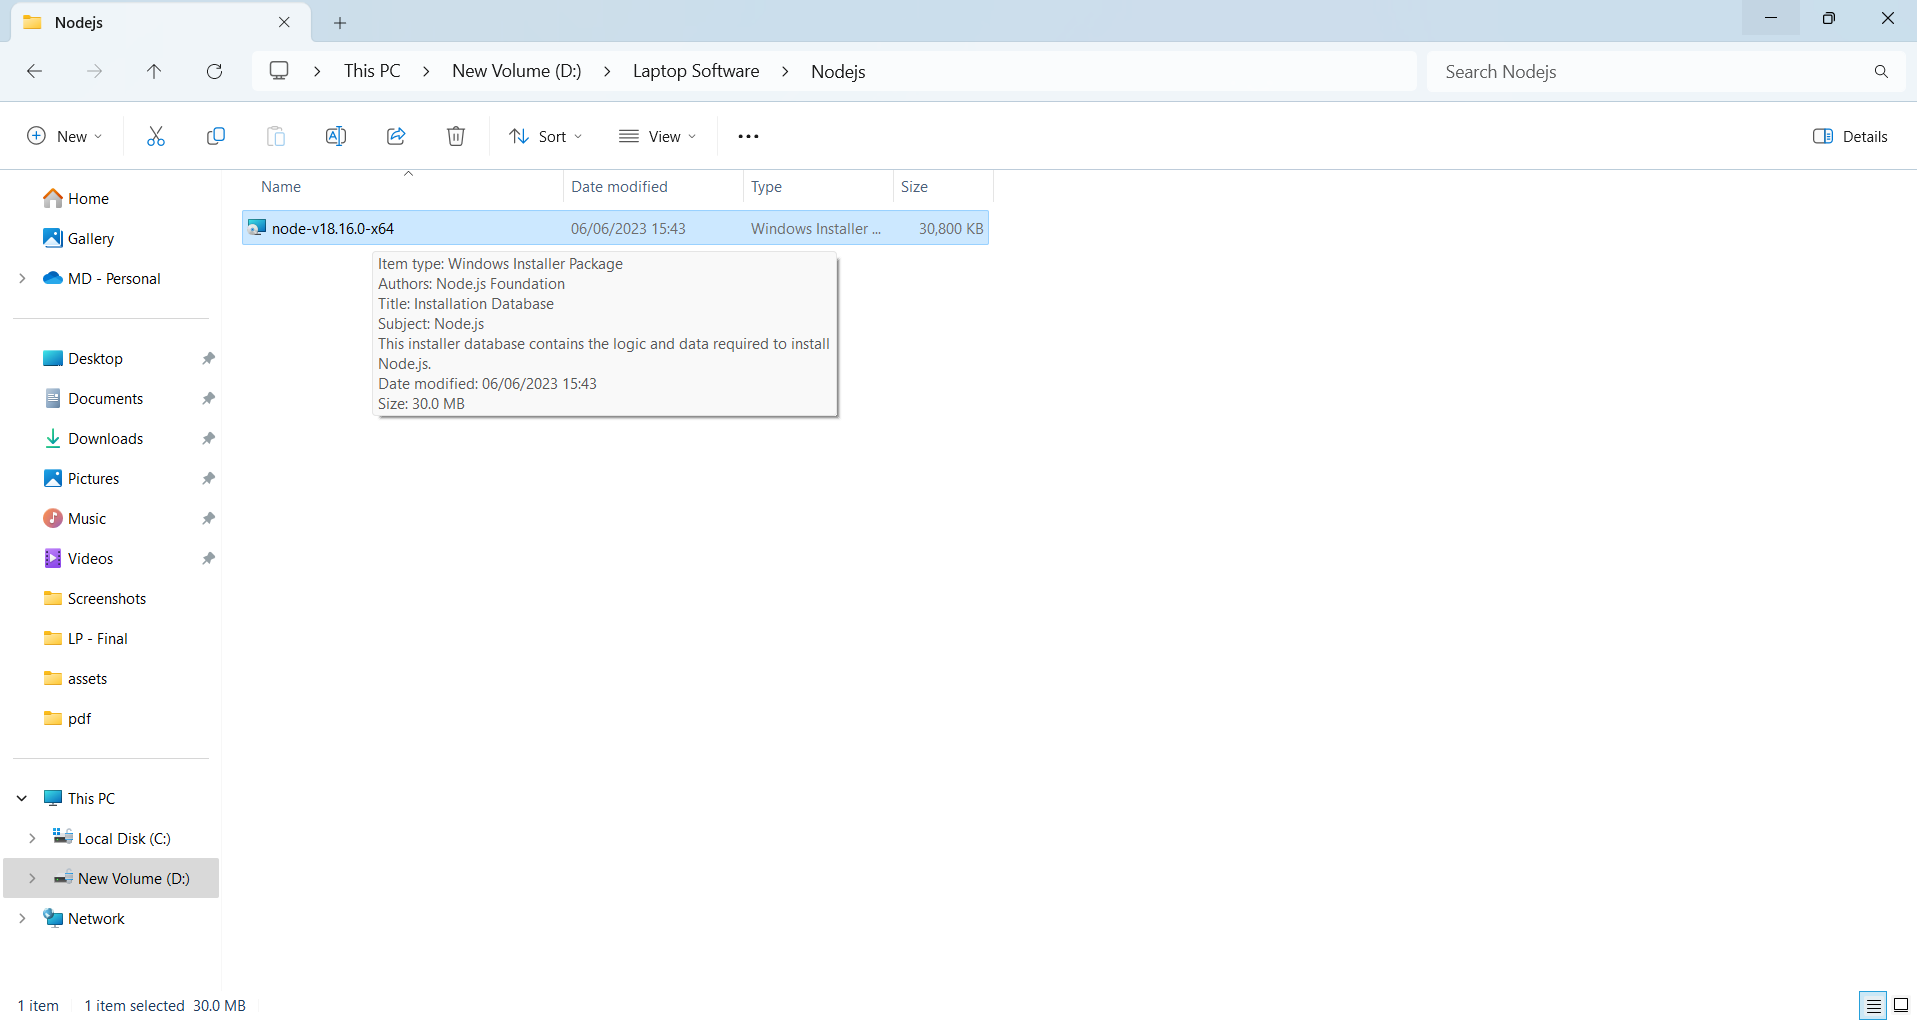 Nodejs
This PC
New Volume (D:)
Laptop Software
Nodejs
Search Nodejs
New
Sort
View
Details
Name
Date modified
Type
Size
node-v18.16.0-x64
06/06/2023 15:43
Windows Installer ...
30,800 KB
Item type: Windows Installer Package
Authors: Node.js Foundation
Title: Installation Database
Subject: Node.js
This installer database contains the logic and data required to install
Node.js.
Date modified: 06/06/2023 15:43
Size: 30.0 MB
Home
Gallery
MD - Personal
Desktop
Documents
Downloads
Pictures
Music
Videos
Screenshots
LP - Final
assets
pdf
This PC
Local Disk (C:)
New Volume (D:)
Network
1 item
1 item selected 30.0 MB